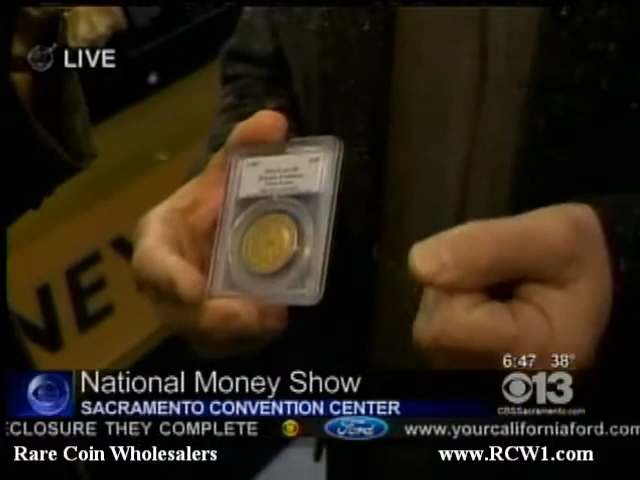 LIVE
NEY
National Money Show
6:47 38°
13
CBSSacramento.com
SACRAMENTO CONVENTION CENTER
CLOSURE THEY COMPLETE Ford www.yourcaliforniaford.com
Rare Coin Wholesalers www.RCW1.com